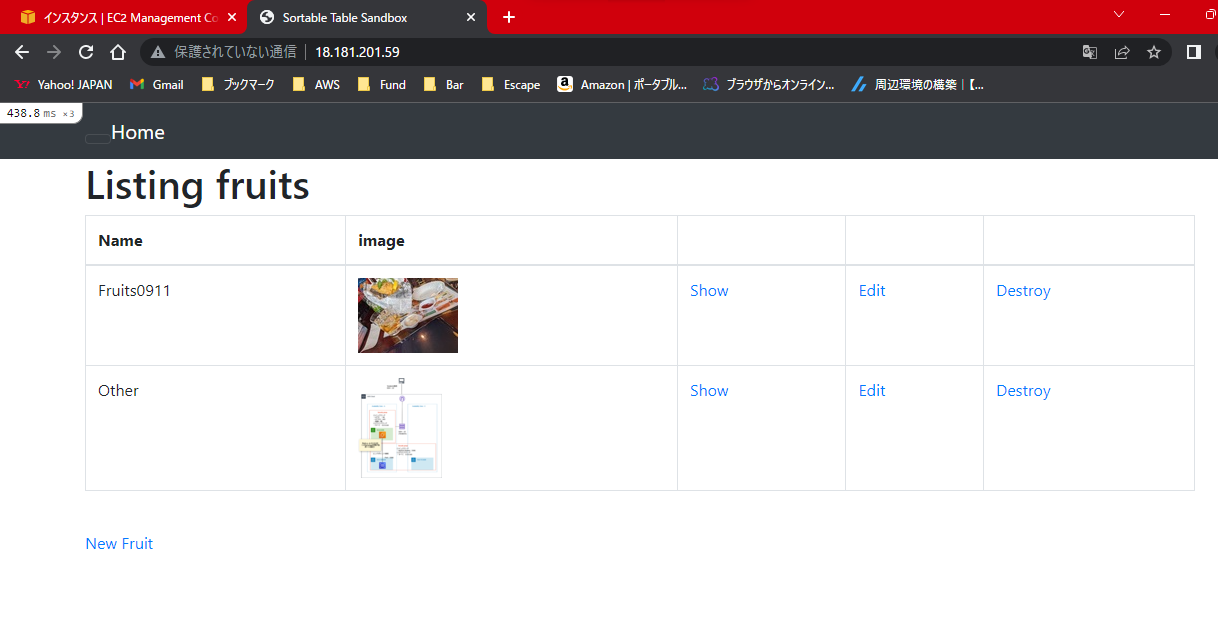 インスタンス | EC2 Management Co
Sortable Table Sandbox
保護されていない通信 | 18.181.201.59
Yahoo! JAPAN Gmail ブックマーク AWS Fund Bar Escape Amazon | ポータブル... ブラウザからオンライン... 周辺環境の構築 | 【...
438.8 ms ×3
Home
Listing fruits
Name image
Fruits0911 Show Edit Destroy
Other Show Edit Destroy
New Fruit